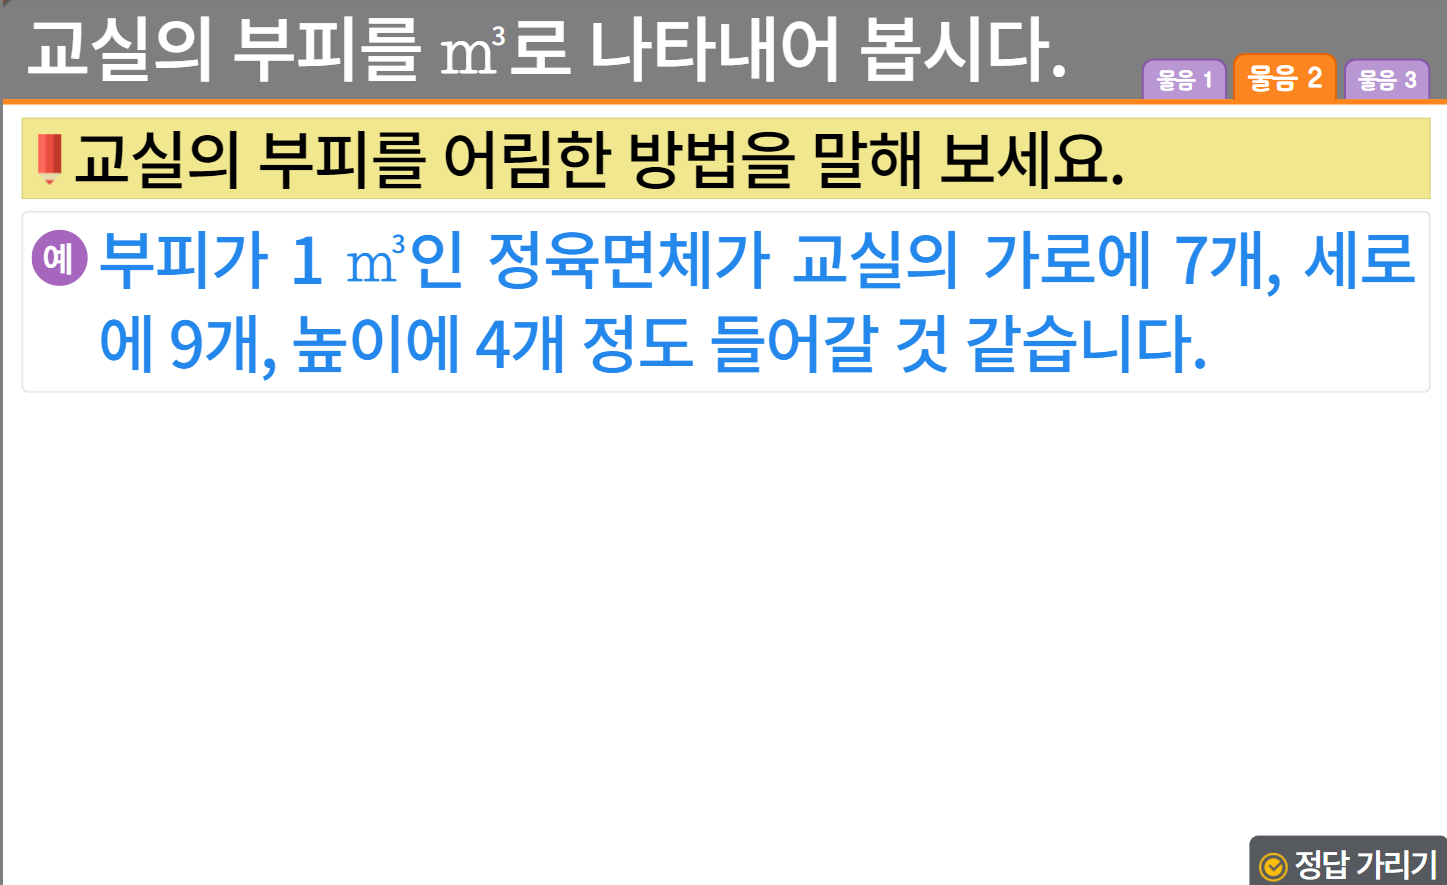 교실의 부피를 m³로 나타내어 봅시다.
물음 1 물음 2 물음 3
교실의 부피를 어림한 방법을 말해 보세요.
예 부피가 1 m³인 정육면체가 교실의 가로에 7개, 세로
에 9개, 높이에 4개 정도 들어갈 것 같습니다.
정답 가리기